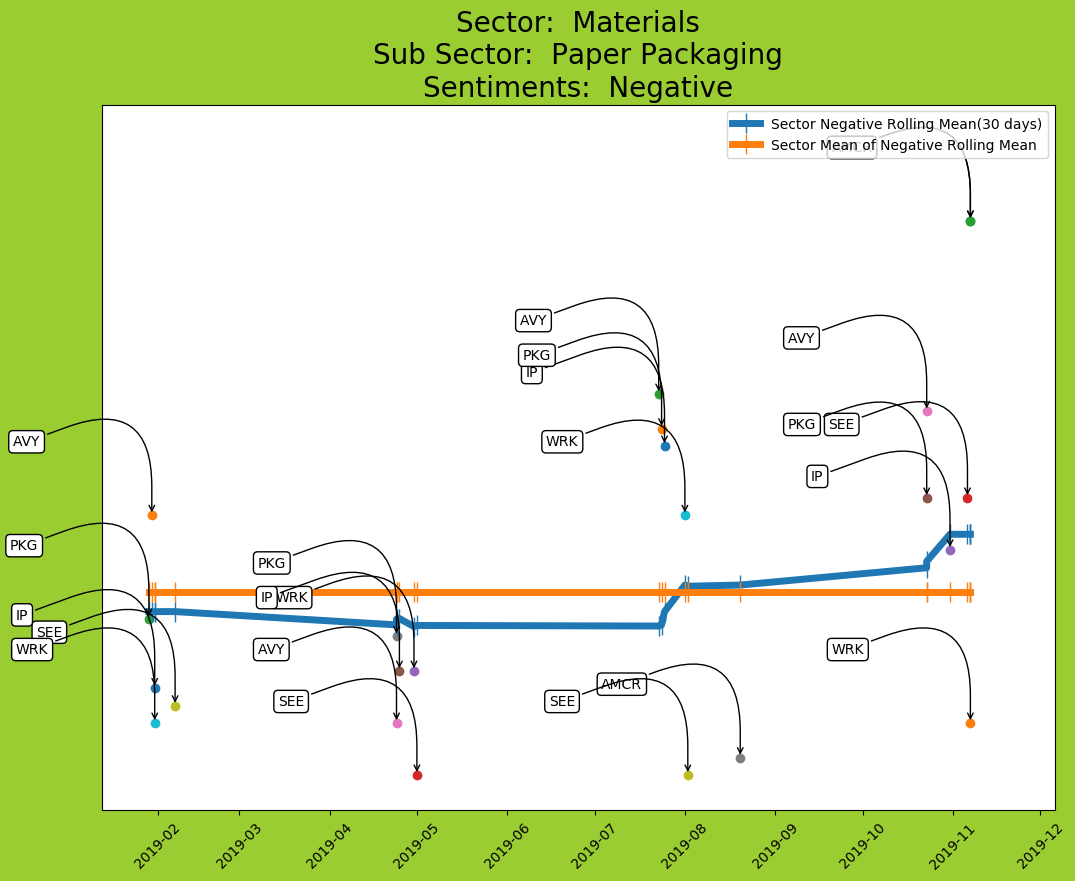 Sector:  Materials
Sub Sector:  Paper Packaging
Sentiments:  Negative
Sector Negative Rolling Mean(30 days)
Sector Mean of Negative Rolling Mean
AVY
AVY
PKG
IP
AVY
PKG
SEE
WRK
IP
PKG
PKG
IP
WRK
IP
SEE
WRK
AVY
WRK
SEE
SEE
AMCR
2019-02
2019-03
2019-04
2019-05
2019-06
2019-07
2019-08
2019-09
2019-10
2019-11
2019-12